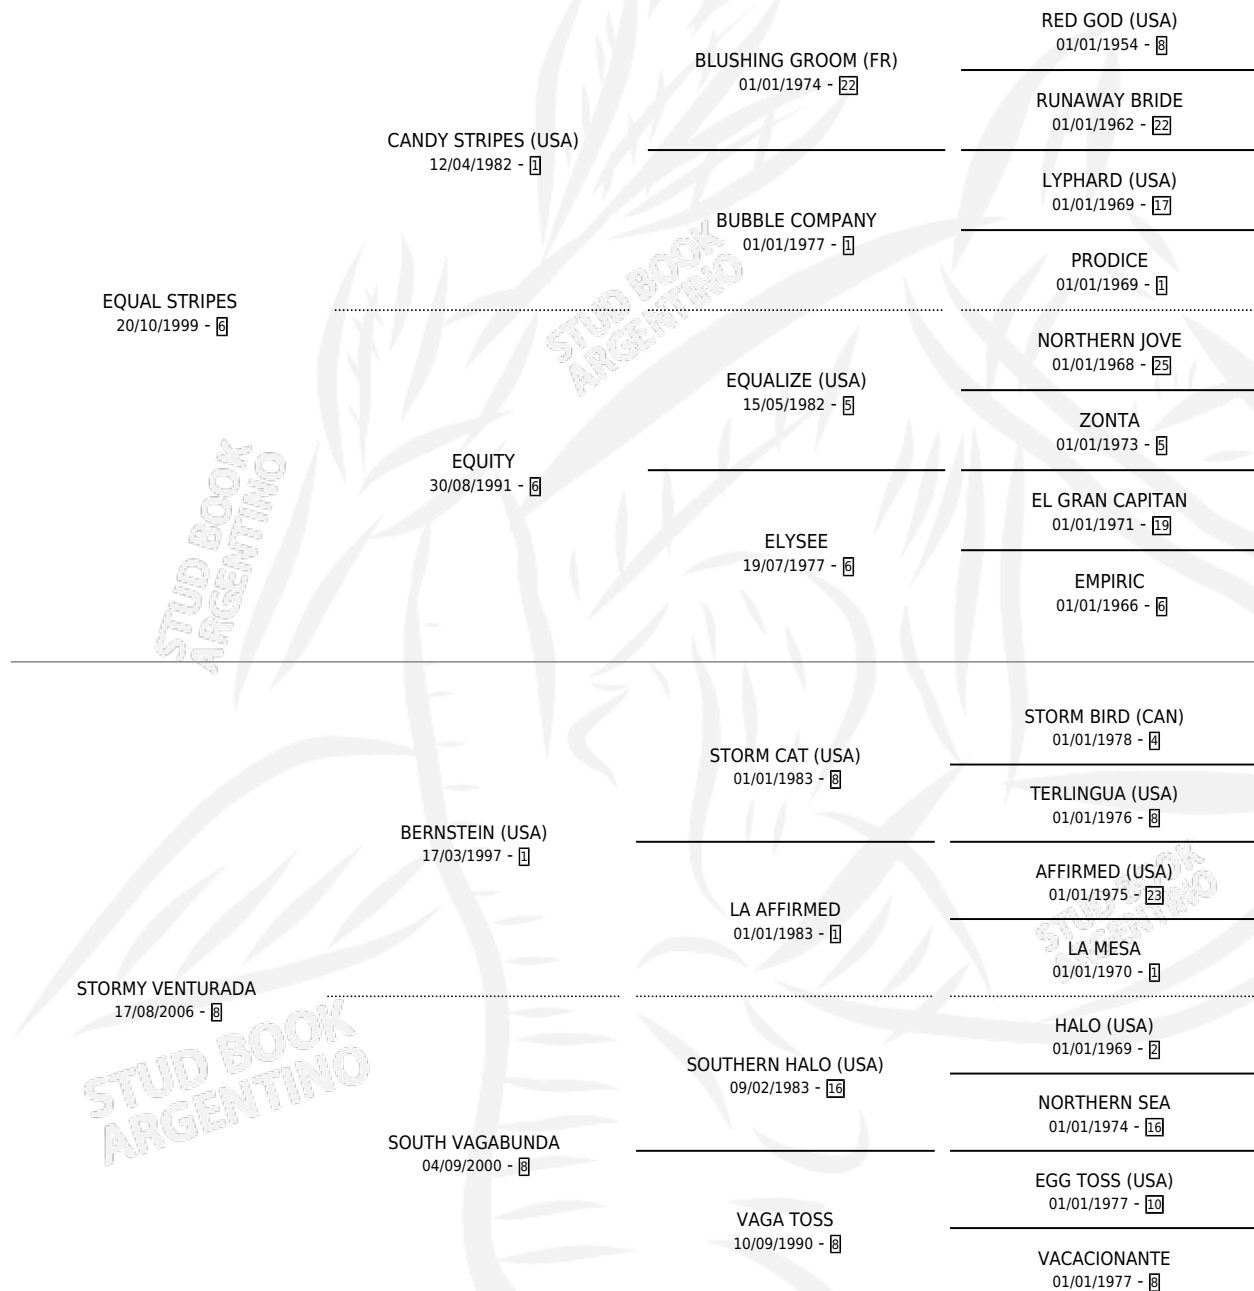 RED GOD (USA)
01/01/1954 - 8
BLUSHING GROOM (FR)
01/01/1974 - 22
RUNAWAY BRIDE
01/01/1962 - 22
CANDY STRIPES (USA)
12/04/1982 - 1
LYPHARD (USA)
01/01/1969 - 17
BUBBLE COMPANY
01/01/1977 - 1
PRODICE
01/01/1969 - 1
EQUAL STRIPES
20/10/1999 - 6
STUD BOOK
ARGENTINO
NORTHERN JOVE
01/01/1968 - 25
EQUALIZE (USA)
15/05/1982 - 5
ZONTA
01/01/1973 - 5
EQUITY
30/08/1991 - 6
EL GRAN CAPITAN
01/01/1971 - 19
ELYSEE
19/07/1977 - 6
EMPIRIC
01/01/1966 - 6
STUD BOOK
ARGENTINO
STORM BIRD (CAN)
01/01/1978 - 4
STORM CAT (USA)
01/01/1983 - 8
TERLINGUA (USA)
01/01/1976 - 8
BERNSTEIN (USA)
17/03/1997 - 1
AFFIRMED (USA)
01/01/1975 - 23
STUD BOOK
ARGENTINO
LA AFFIRMED
01/01/1983 - 1
LA MESA
01/01/1970 - 1
STORMY VENTURADA
17/08/2006 - 8
STUD BOOK
ARGENTINO
HALO (USA)
01/01/1969 - 2
SOUTHERN HALO (USA)
09/02/1983 - 16
NORTHERN SEA
01/01/1974 - 16
SOUTH VAGABUNDA
04/09/2000 - 8
EGG TOSS (USA)
01/01/1977 - 10
VAGA TOSS
10/09/1990 - 8
VACACIONANTE
01/01/1977 - 8